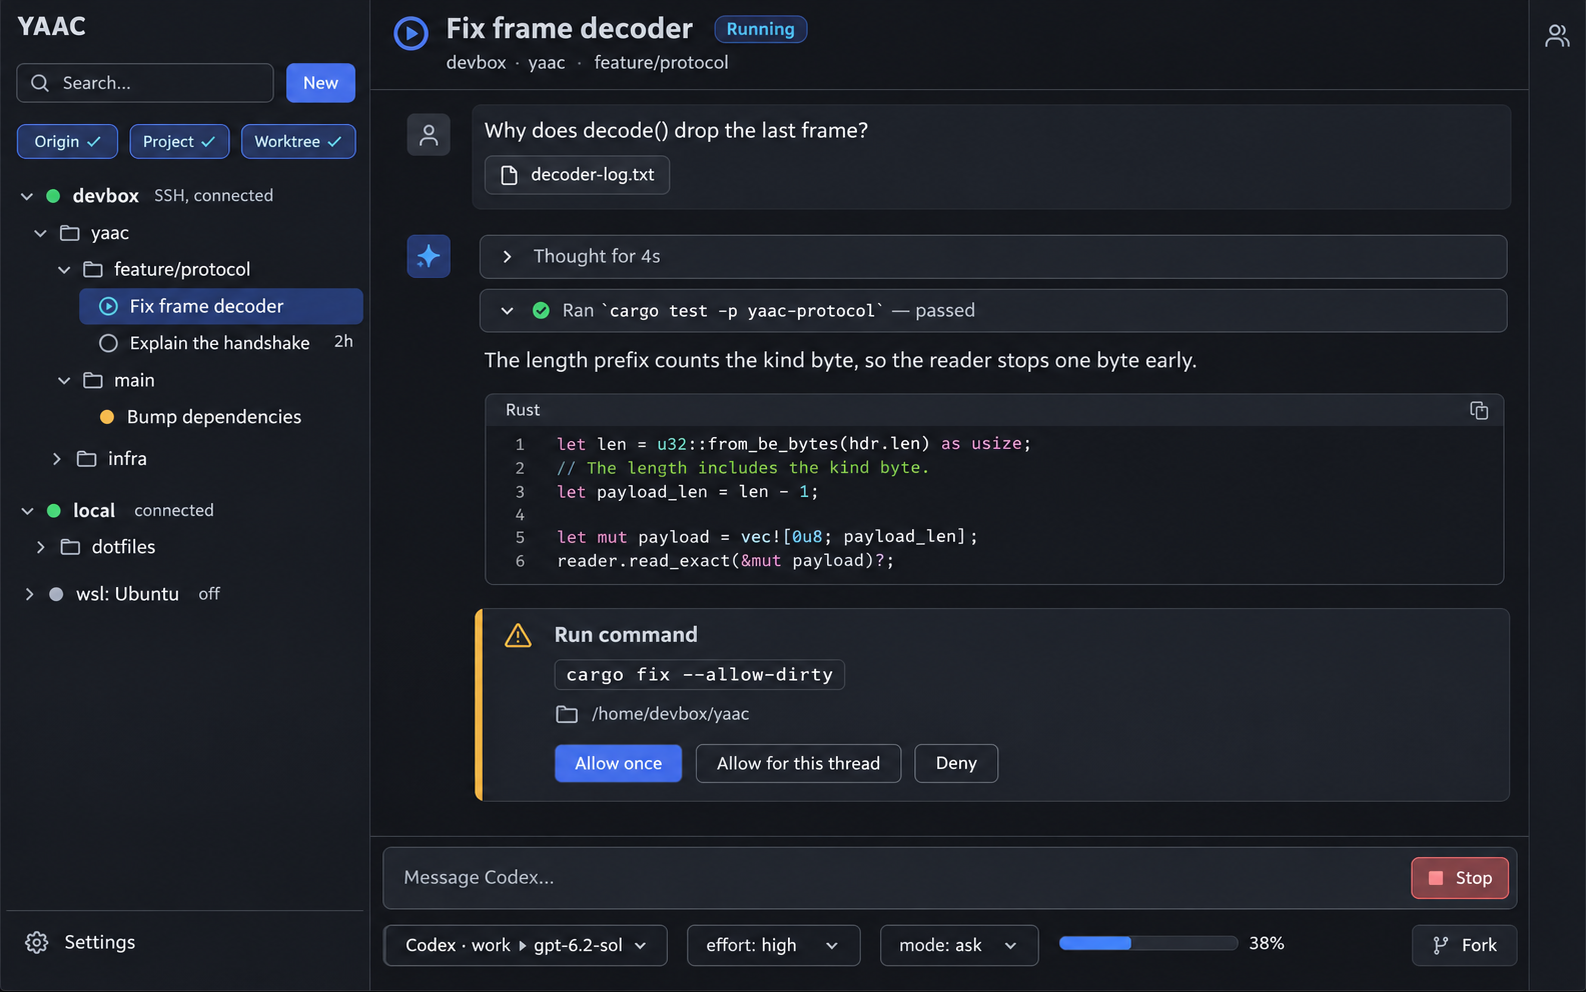 YAAC
Search...
New
Origin ✓
Project ✓
Worktree ✓
devbox SSH, connected
yaac
feature/protocol
Fix frame decoder
Explain the handshake 2h
main
Bump dependencies
infra
local connected
dotfiles
wsl: Ubuntu off
Settings
Fix frame decoder Running
devbox · yaac · feature/protocol
Why does decode() drop the last frame?
decoder-log.txt
Thought for 4s
Ran `cargo test -p yaac-protocol` — passed
The length prefix counts the kind byte, so the reader stops one byte early.
Rust
1 let len = u32::from_be_bytes(hdr.len) as usize;
2 // The length includes the kind byte.
3 let payload_len = len - 1;
4
5 let mut payload = vec![0u8; payload_len];
6 reader.read_exact(&mut payload)?;
Run command
cargo fix --allow-dirty
/home/devbox/yaac
Allow once
Allow for this thread
Deny
Message Codex...
Stop
Codex · work ▸ gpt-6.2-sol
effort: high
mode: ask
38%
Fork